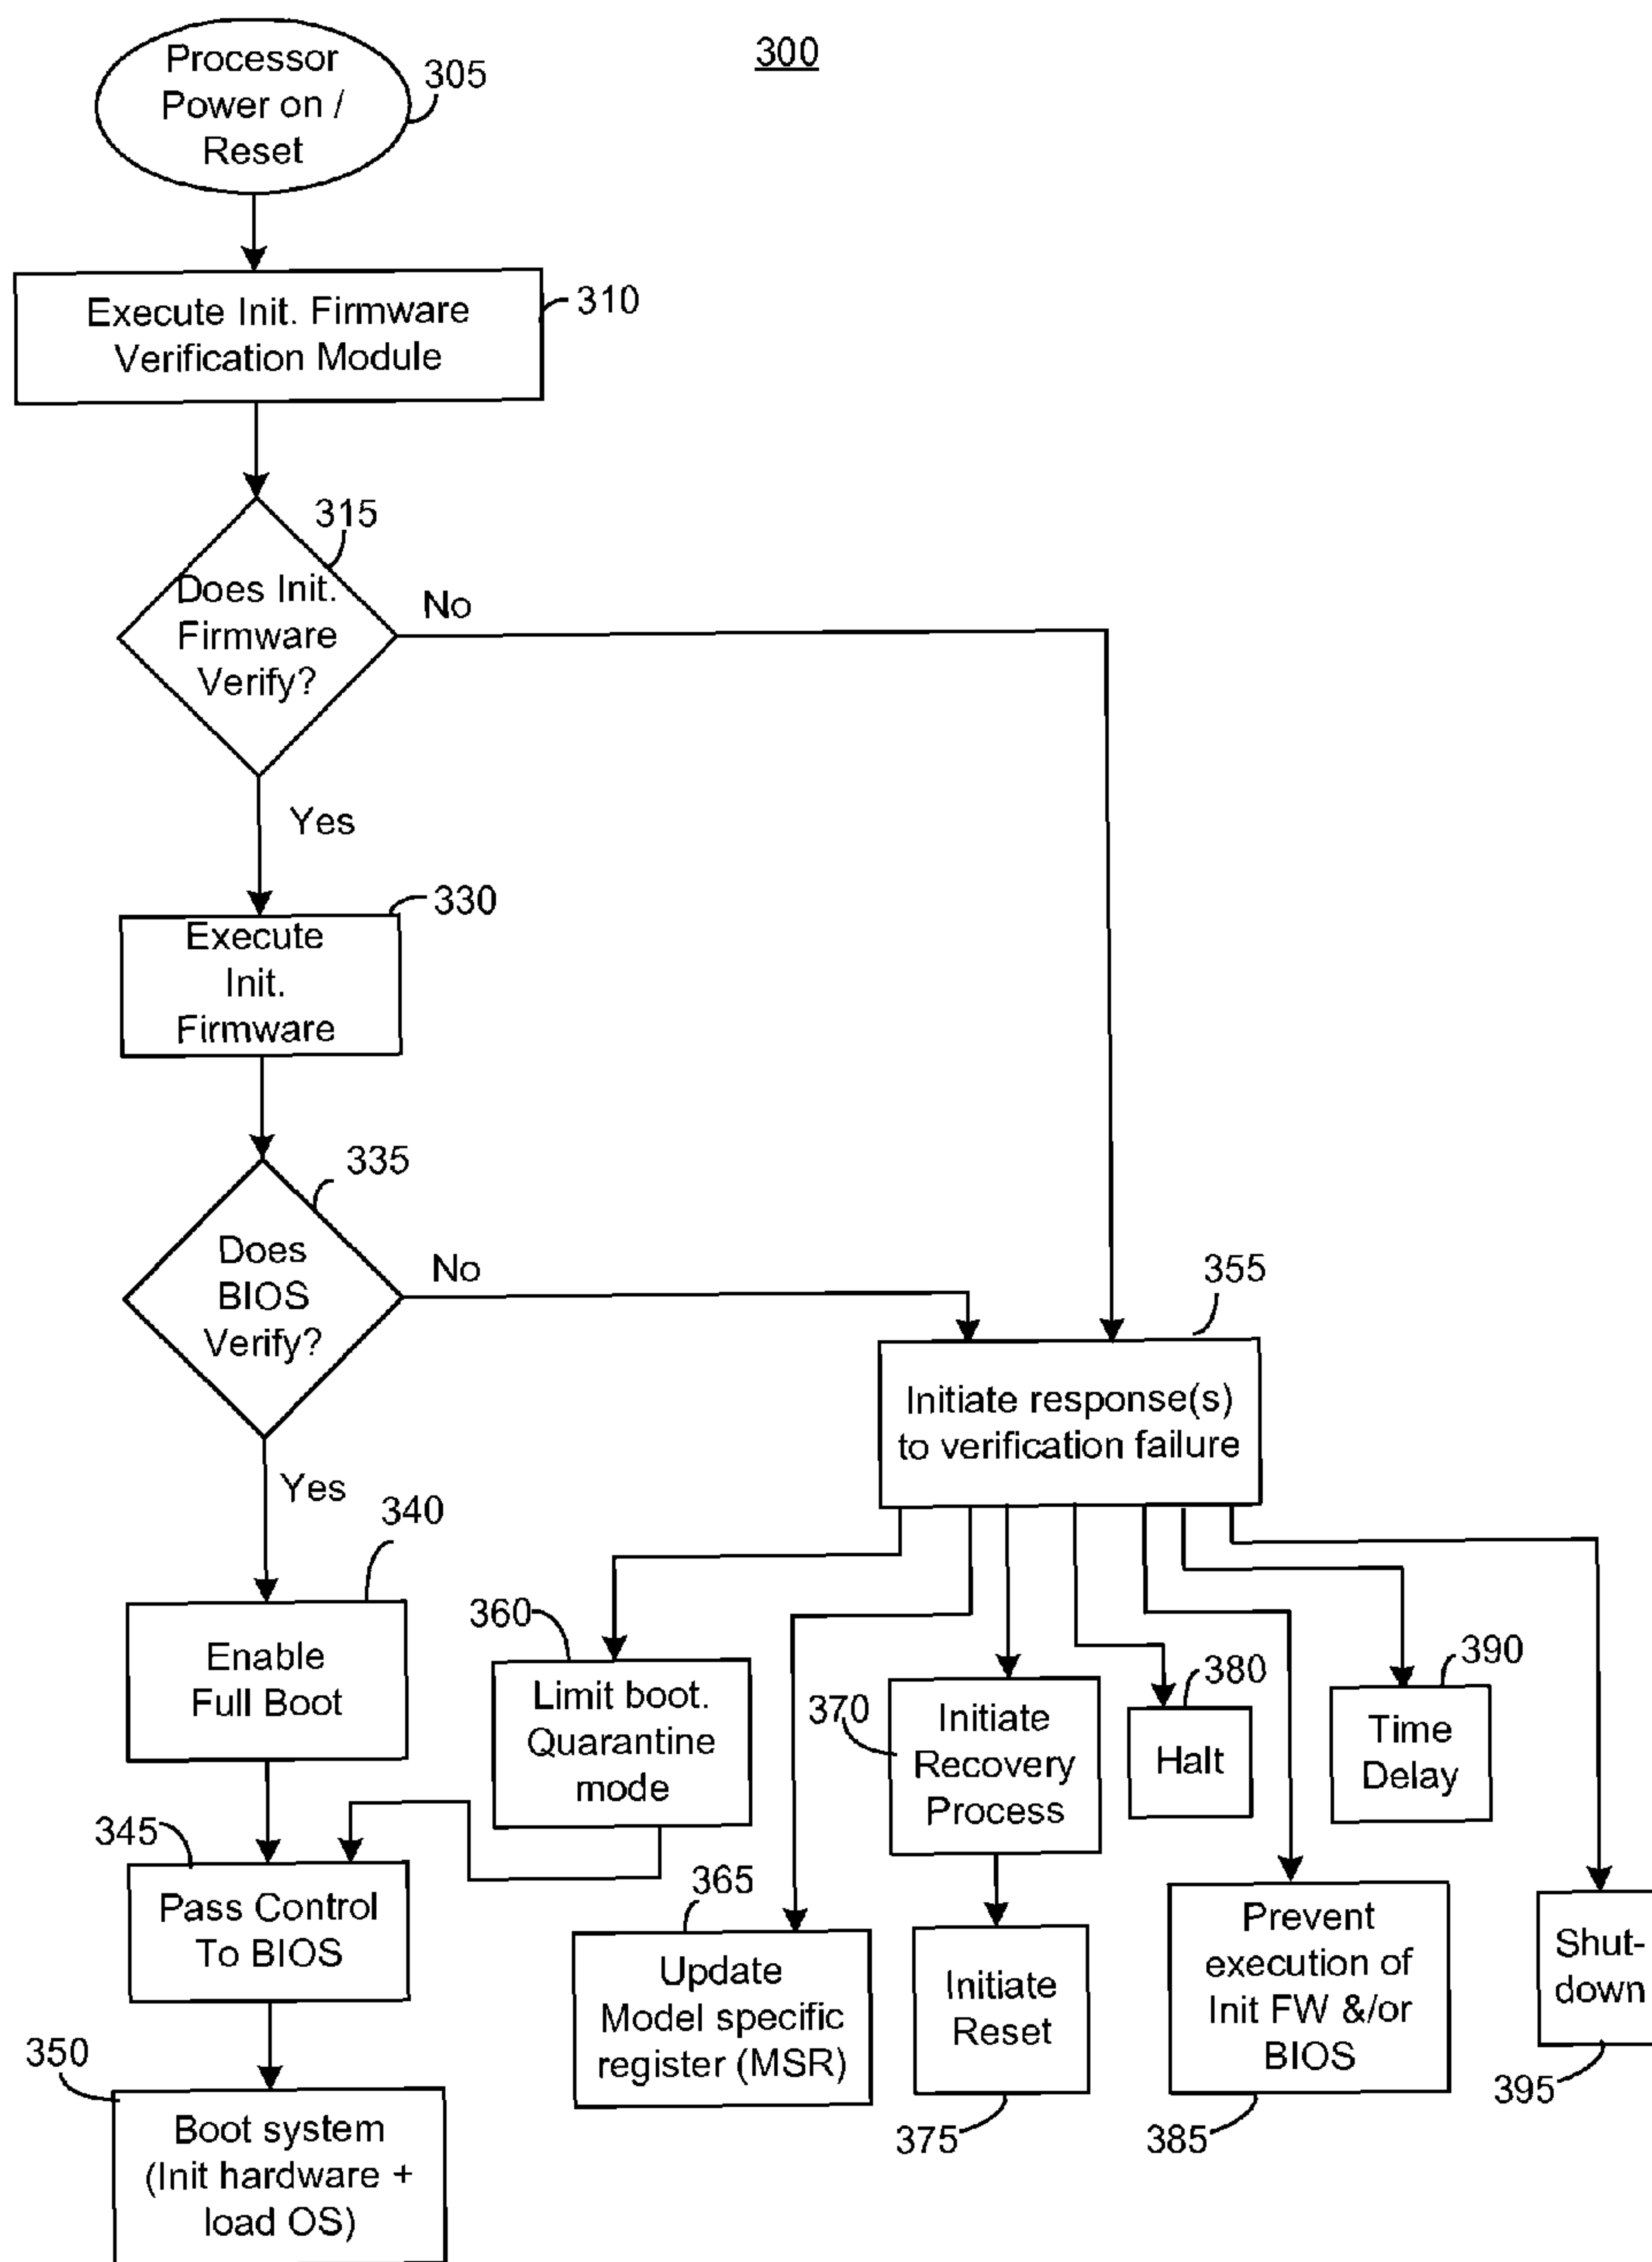 300
Processor
Power on /
Reset
305
Execute Init. Firmware
Verification Module
310
315
Does Init.
Firmware
Verify?
No
Yes
330
Execute
Init.
Firmware
335
Does
BIOS
Verify?
No
355
Initiate response(s)
to verification failure
Yes
340
Enable
Full Boot
360
Limit boot.
Quarantine
mode
370
Initiate
Recovery
Process
380
Halt
390
Time
Delay
345
Pass Control
To BIOS
365
Update
Model specific
register (MSR)
Initiate
Reset
375
Prevent
execution of
Init FW &/or
BIOS
385
Shut-
down
395
350
Boot system
(Init hardware +
load OS)